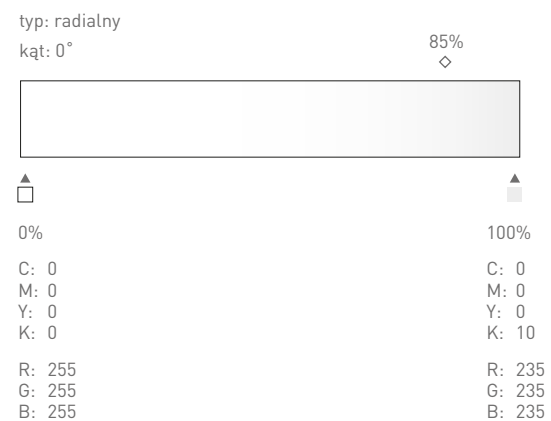 typ: radialny
kąt: 0°
85%
0% 100%
C: 0 C: 0
M: 0 M: 0
Y: 0 Y: 0
K: 0 K: 10
R: 255 R: 235
G: 255 G: 235
B: 255 B: 235